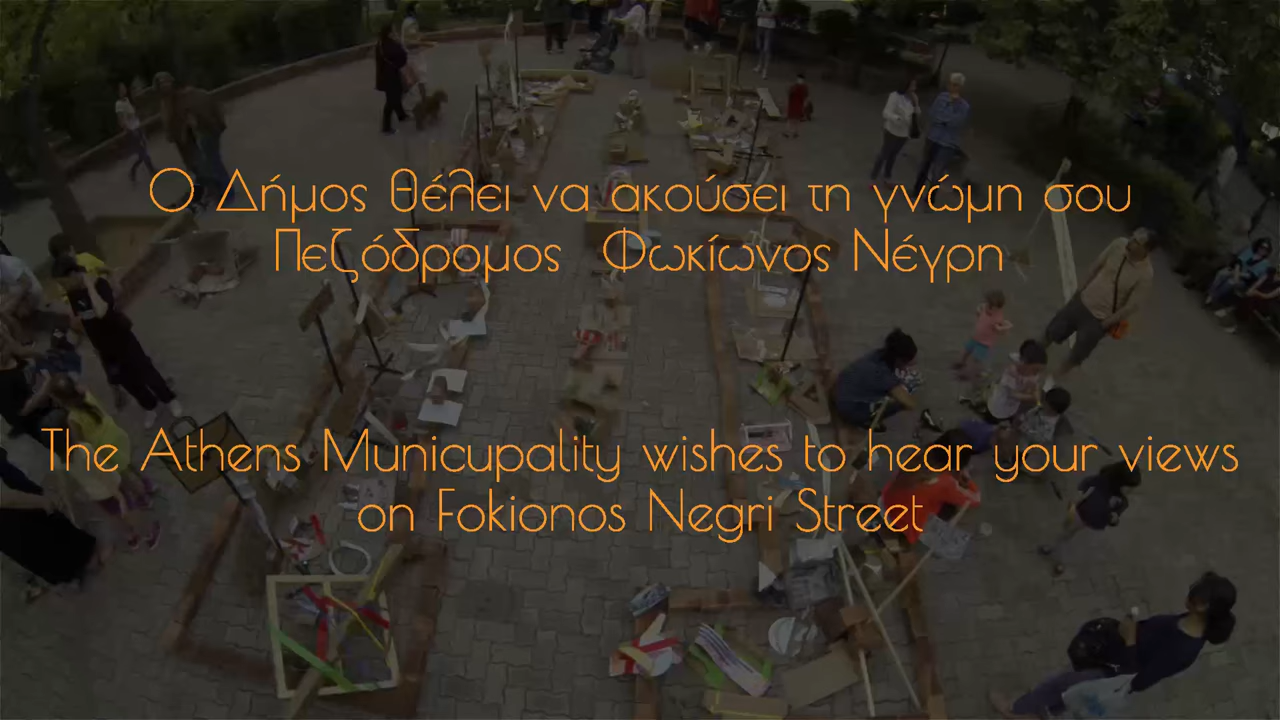 Ο Δήμος θέλει να ακούσει τη γνώμη σου
Πεζόδρομος Φωκίωνος Νέγρη
The Athens Municupality wishes to hear your views
on Fokionos Negri Street